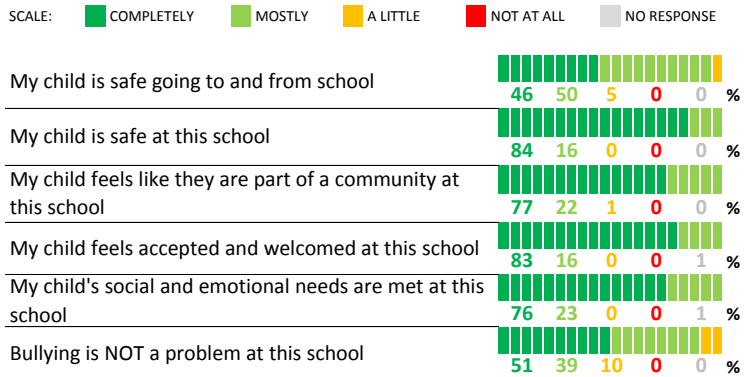 SCALE: COMPLETELY MOSTLY A LITTLE NOT AT ALL NO RESPONSE
My child is safe going to and from school
46 50 5 0 0 %
My child is safe at this school
84 16 0 0 0 %
My child feels like they are part of a community at
this school
77 22 1 0 0 %
My child feels accepted and welcomed at this school
83 16 0 0 1 %
My child's social and emotional needs are met at this
school
76 23 0 0 1 %
Bullying is NOT a problem at this school
51 39 10 0 0 %